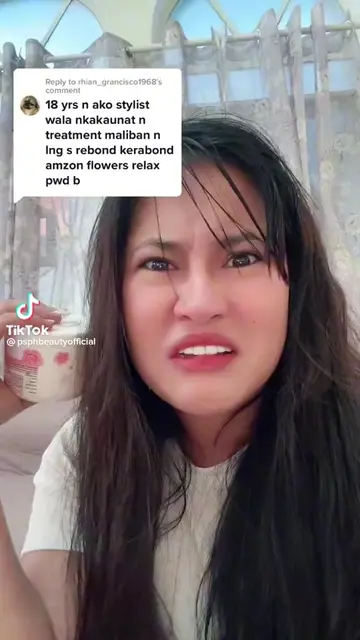 Reply to rhian_grancisco1968's
comment
18 yrs n ako stylist
wala nkakaunat n
treatment maliban n
lng s rebond kerabond
amzon flowers relax
pwd b
TikTok
@ psphbeautyofficial